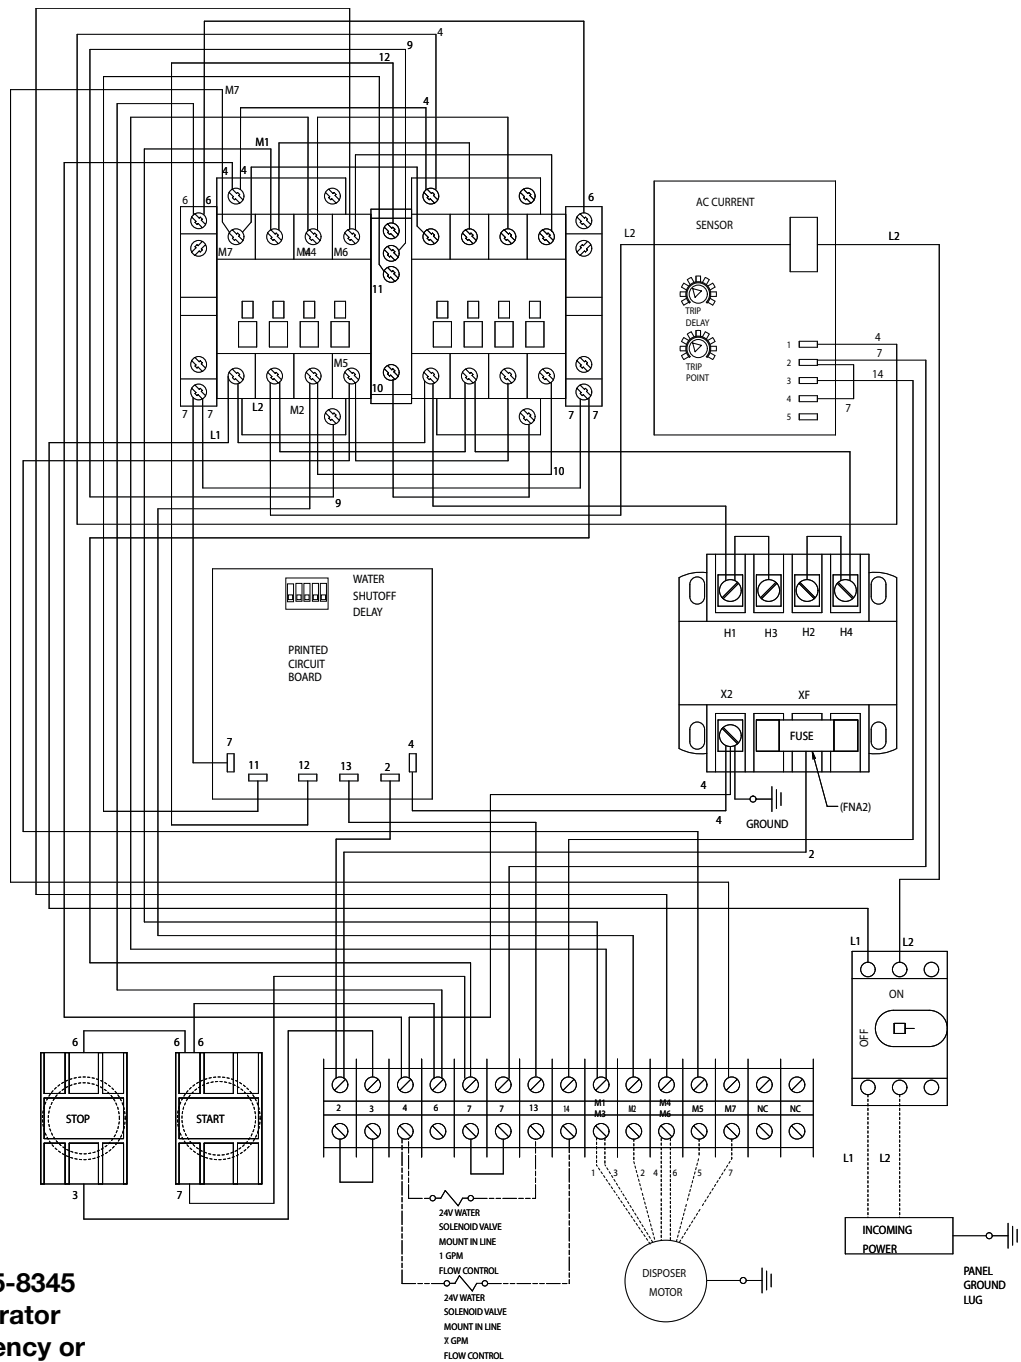 4
9
12
M7
4
M1
4 4
6 6
6
M7 M4 M4 M6
11
M5
10
L2
M2
7 7
7 7
L1
10
9
AC CURRENT
SENSOR
L2
L2
TRIP
DELAY
TRIP
POINT
1
2
3
4
5
4
7
14
7
WATER
SHUTOFF
DELAY
PRINTED
CIRCUIT
BOARD
7
11
12
13
2
4
H1 H3 H2 H4
X2 XF
FUSE
(FNA2)
4
4
GROUND
2
L1 L2
ON
OFF
L1 L2
INCOMING
POWER
PANEL
GROUND
LUG
6
6 6
STOP
START
3
7
2 3 4 6 7 7 13 14 M1 M2 M4 M5 M7 NC NC
M3 M6
1 3 2 4 6 5 7
24V WATER
SOLENOID VALVE
MOUNT IN LINE
1 GPM
FLOW CONTROL
24V WATER
SOLENOID VALVE
MOUNT IN LINE
X GPM
FLOW CONTROL
DISPOSER
MOTOR
5-8345
rator
ency or